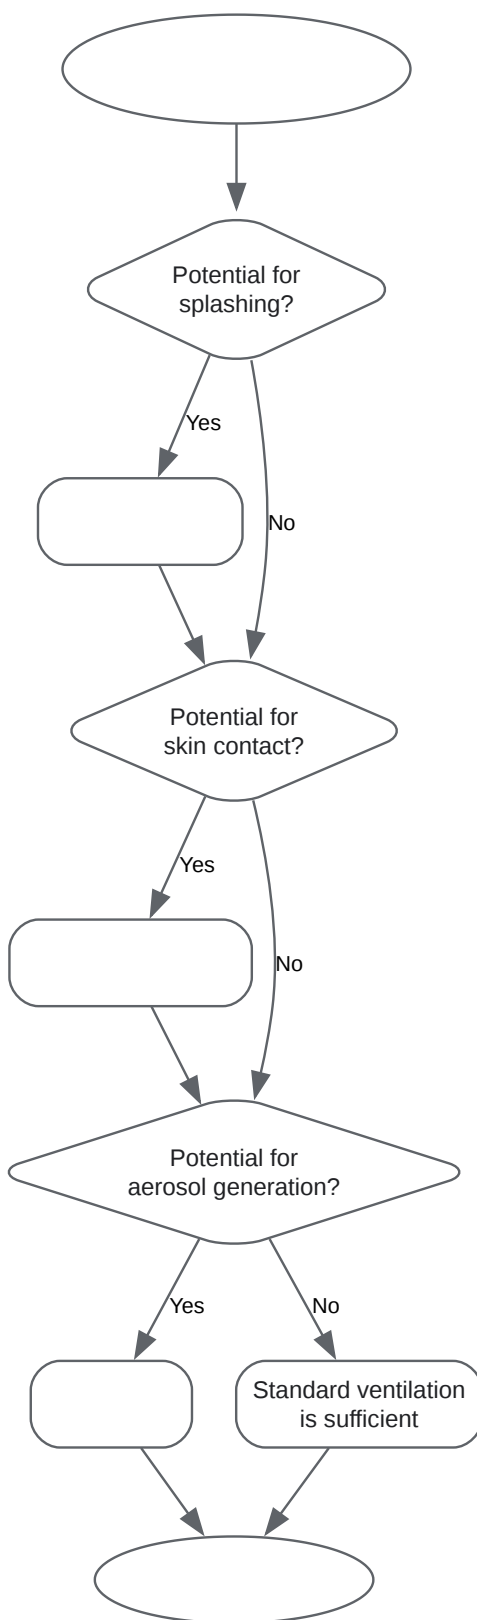 Potential for
splashing?
Yes
No
Potential for
skin contact?
Yes
No
Potential for
aerosol generation?
Yes
No
Standard ventilation
is sufficient